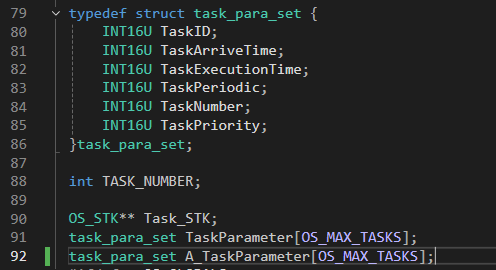 79 typedef struct task_para_set {
80 INT16U TaskID;
81 INT16U TaskArriveTime;
82 INT16U TaskExecutionTime;
83 INT16U TaskPeriodic;
84 INT16U TaskNumber;
85 INT16U TaskPriority;
86 }task_para_set;
87
88 int TASK_NUMBER;
89
90 OS_STK** Task_STK;
91 task_para_set TaskParameter[OS_MAX_TASKS];
92 task_para_set A_TaskParameter[OS_MAX_TASKS];